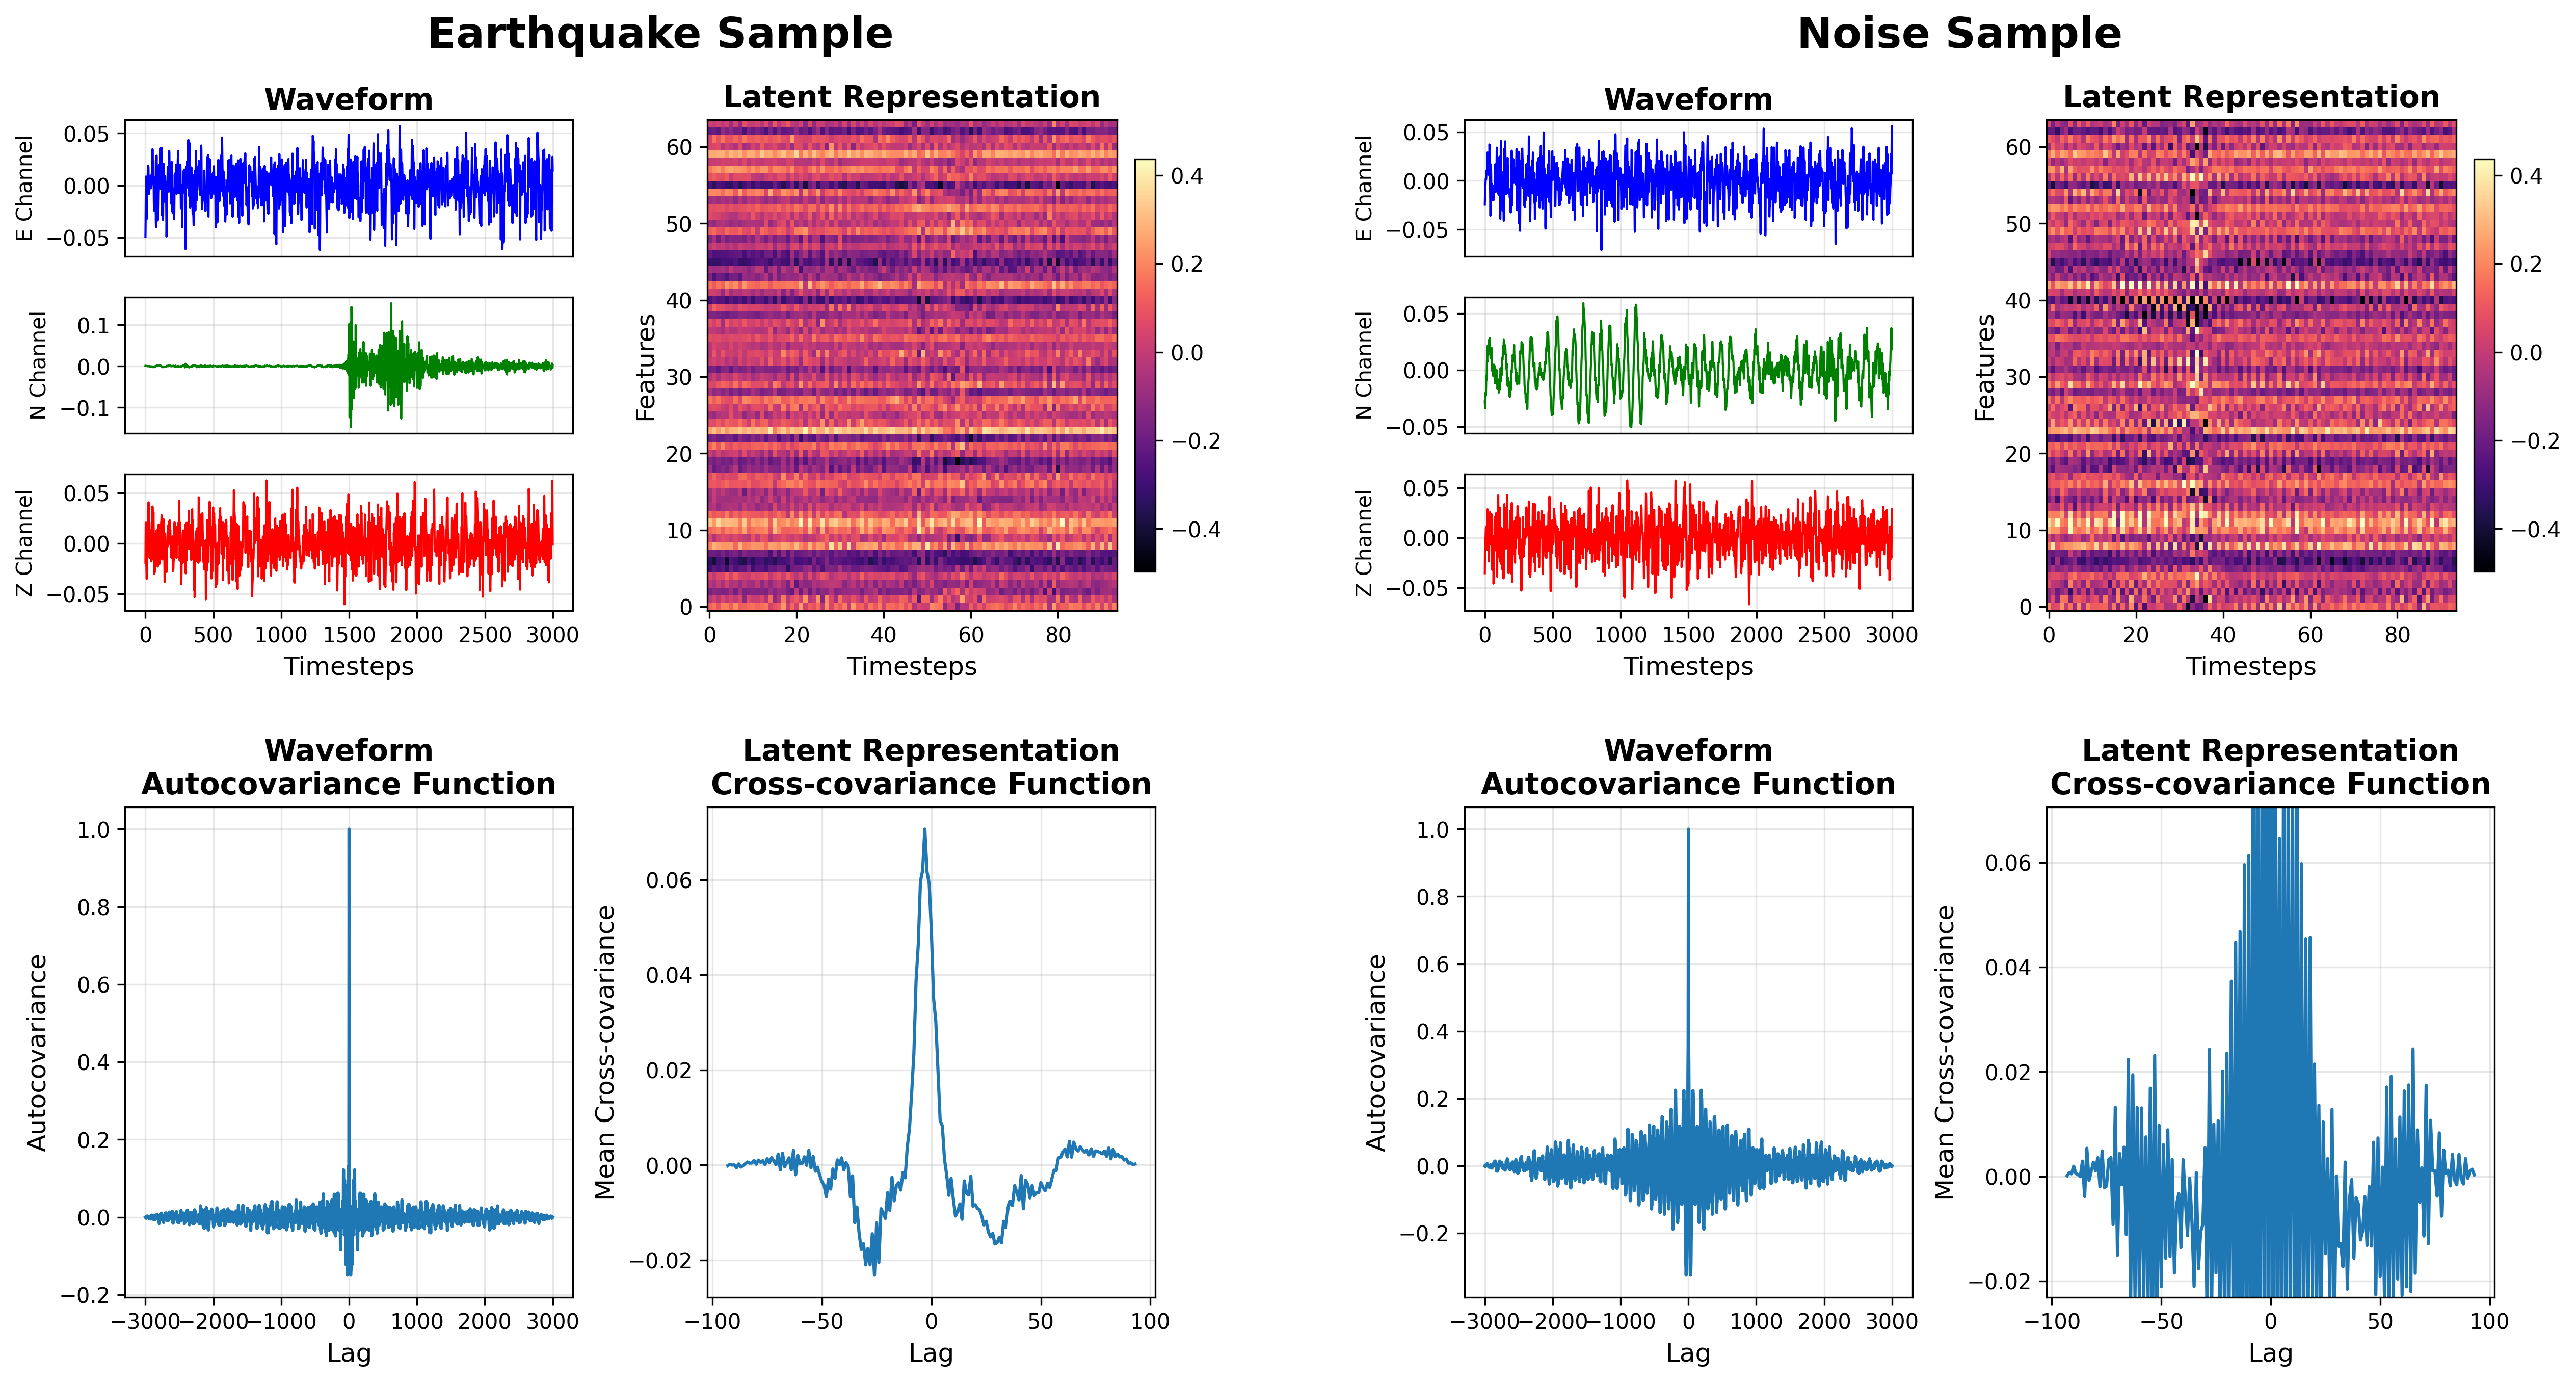 Earthquake Sample
Noise Sample
Waveform
E Channel
0.05
0.00
−0.05
N Channel
0.1
0.0
−0.1
Z Channel
0.05
0.00
−0.05
0 500 1000 1500 2000 2500 3000
Timesteps
Latent Representation
Features
60
50
40
30
20
10
0
0 20 40 60 80
Timesteps
0.4
0.2
0.0
−0.2
−0.4
Waveform
E Channel
0.05
0.00
−0.05
N Channel
0.05
0.00
−0.05
Z Channel
0.05
0.00
−0.05
0 500 1000 1500 2000 2500 3000
Timesteps
Latent Representation
Features
60
50
40
30
20
10
0
0 20 40 60 80
Timesteps
0.4
0.2
0.0
−0.2
−0.4
Waveform
Autocovariance Function
Autocovariance
1.0
0.8
0.6
0.4
0.2
0.0
−0.2
−3000 −2000 −1000 0 1000 2000 3000
Lag
Latent Representation
Cross-covariance Function
Mean Cross-covariance
0.06
0.04
0.02
0.00
−0.02
−100 −50 0 50 100
Lag
Waveform
Autocovariance Function
Autocovariance
1.0
0.8
0.6
0.4
0.2
0.0
−0.2
−3000 −2000 −1000 0 1000 2000 3000
Lag
Latent Representation
Cross-covariance Function
Mean Cross-covariance
0.06
0.04
0.02
0.00
−0.02
−100 −50 0 50 100
Lag